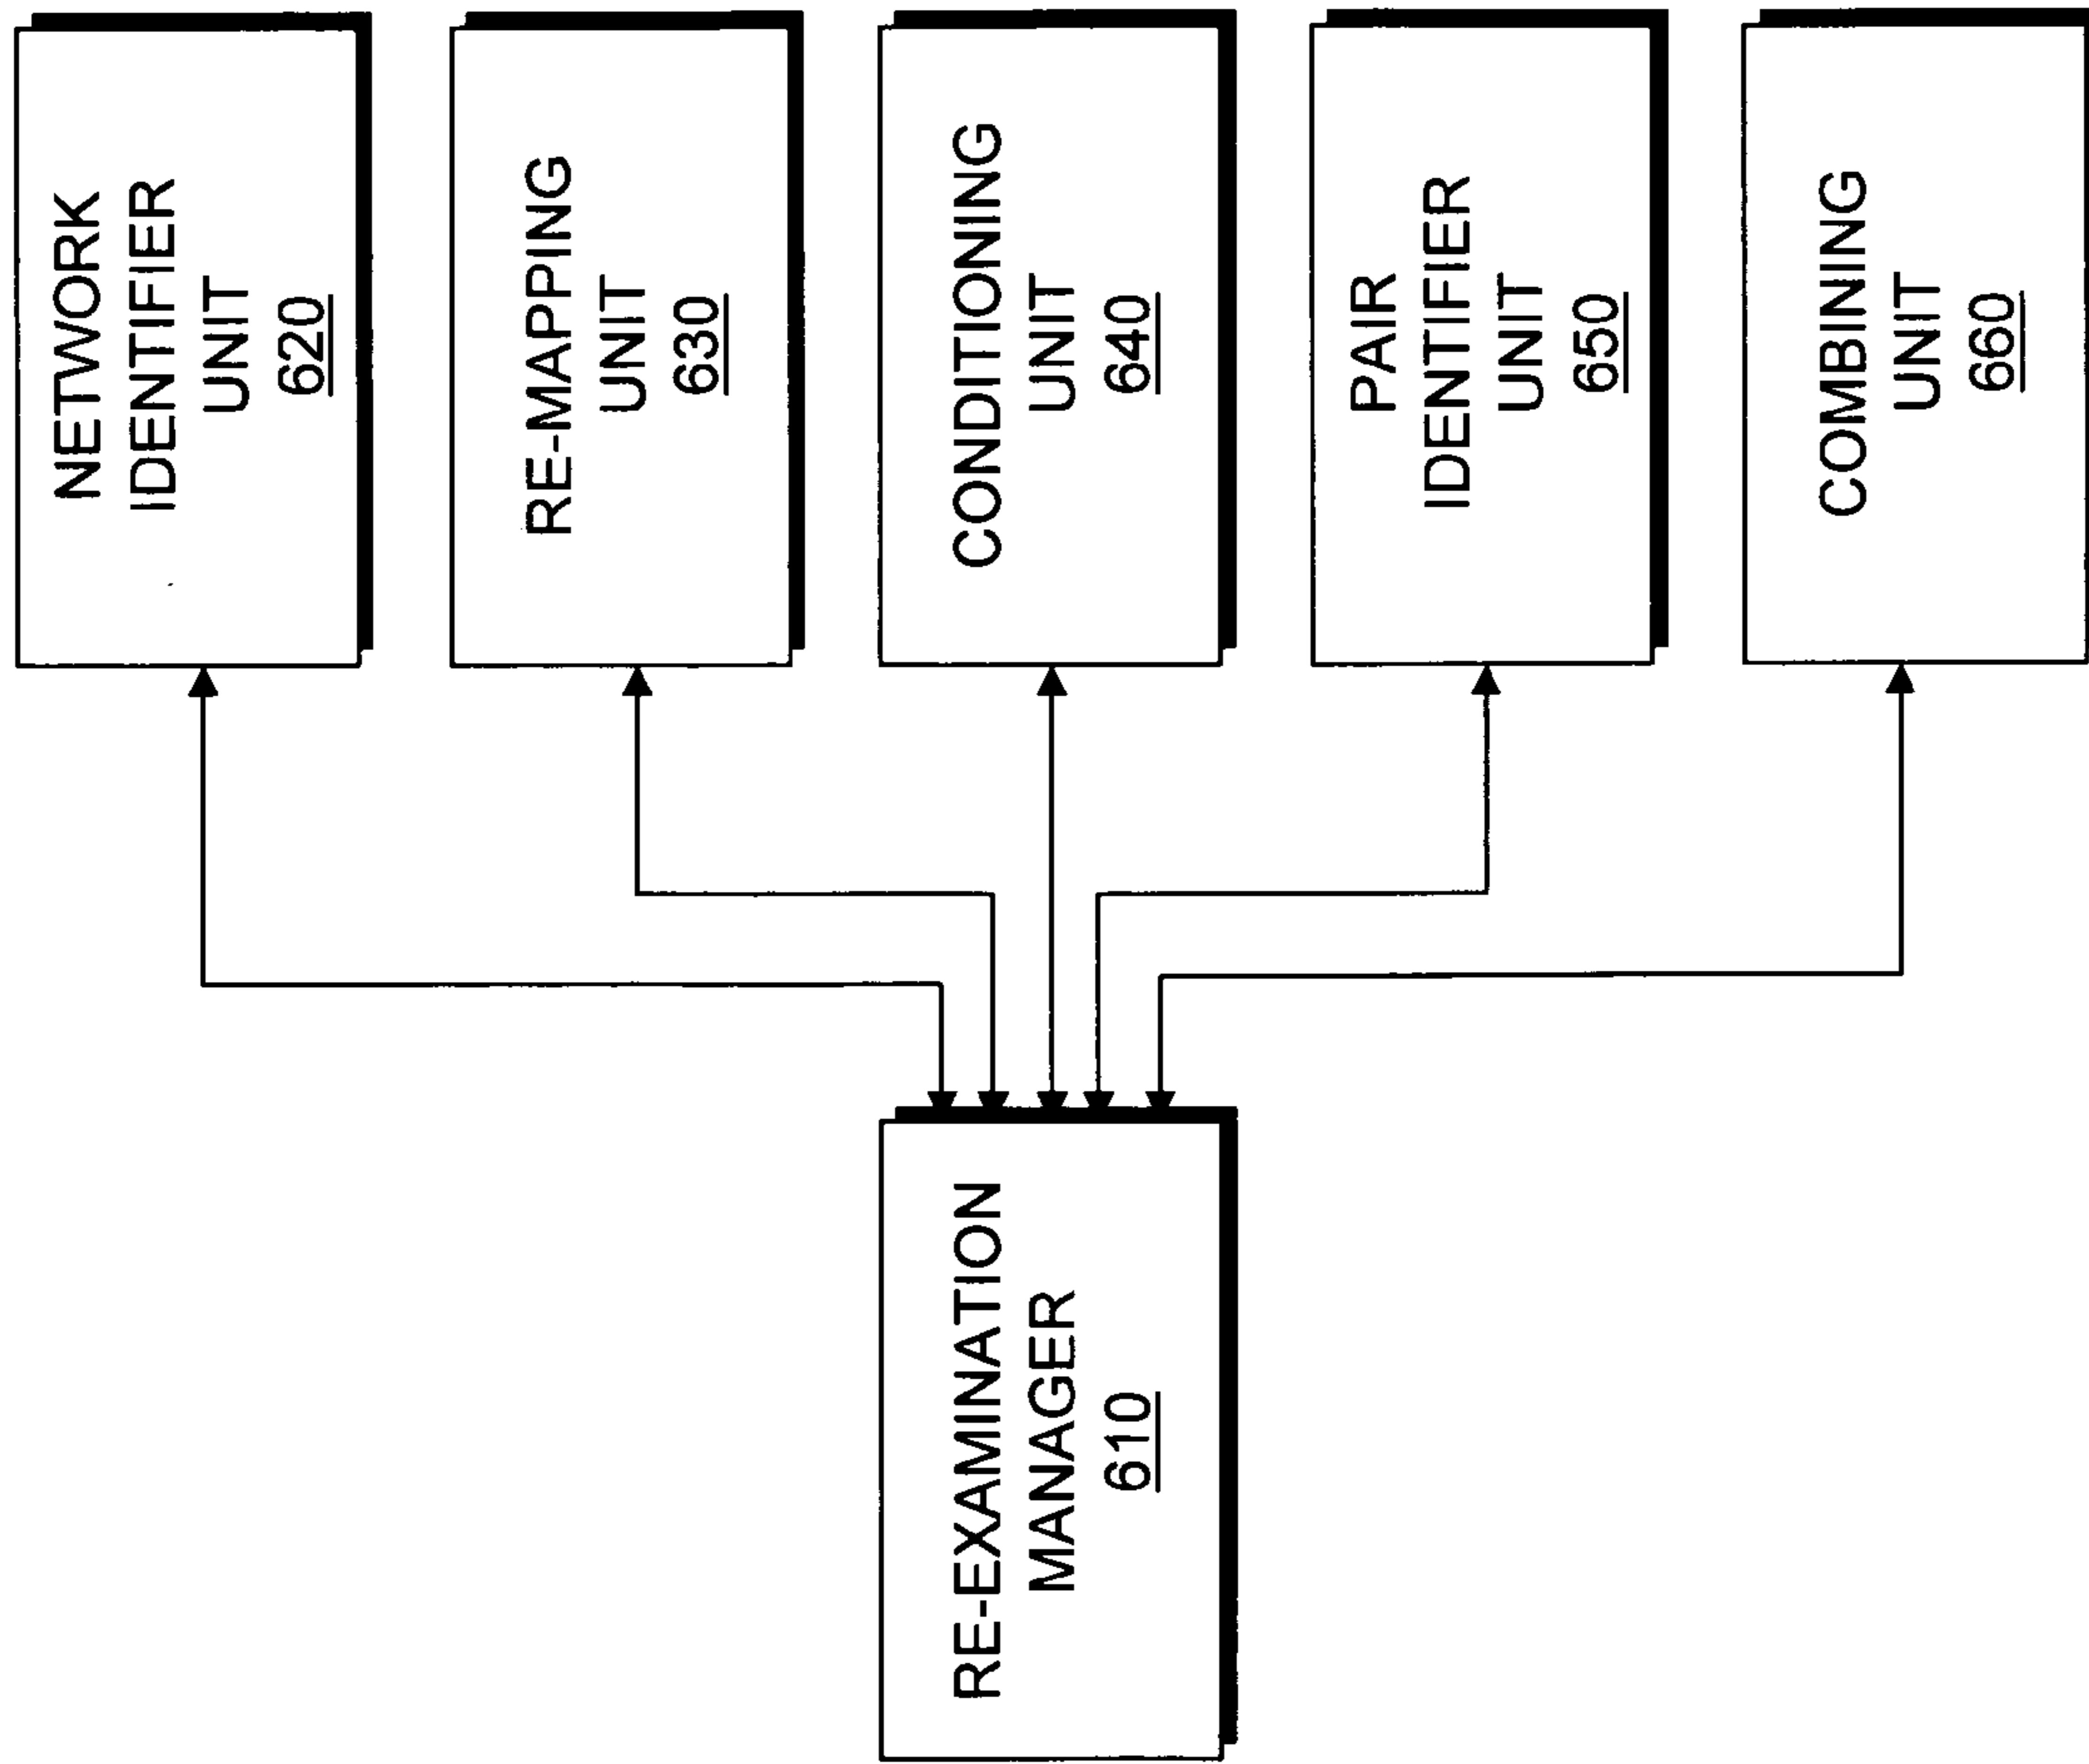 NETWORK
IDENTIFIER
UNIT
620
RE-MAPPING
UNIT
630
CONDITIONING
UNIT
640
PAIR
IDENTIFIER
UNIT
650
COMBINING
UNIT
660
RE-EXAMINATION
MANAGER
610